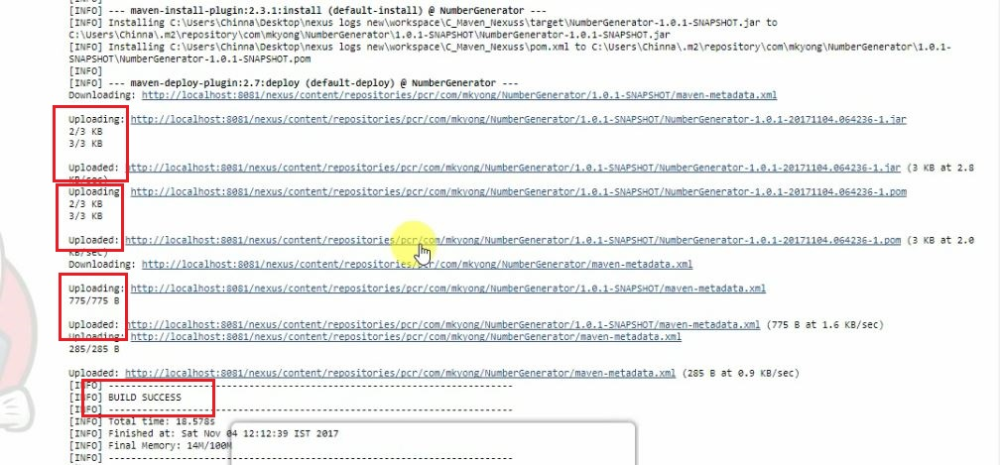 [INFO] --- maven-install-plugin:2.3.1:install (default-install) @ NumberGenerator ---
[INFO] Installing C:\Users\Chinna\Desktop\nexus logs new\workspace\C_Maven_Nexuss\target\NumberGenerator-1.0.1-SNAPSHOT.jar to
C:\Users\Chinna\.m2\repository\com\mkyong\NumberGenerator\1.0.1-SNAPSHOT\NumberGenerator-1.0.1-SNAPSHOT.jar
[INFO] Installing C:\Users\Chinna\Desktop\nexus logs new\workspace\C_Maven_Nexuss\pom.xml to C:\Users\Chinna\.m2\repository\com\mkyong\NumberGenerator\1.0.1-
SNAPSHOT\NumberGenerator-1.0.1-SNAPSHOT.pom
[INFO]
[INFO] --- maven-deploy-plugin:2.7:deploy (default-deploy) @ NumberGenerator ---
Downloading: http://localhost:8081/nexus/content/repositories/pcr/com/mkyong/NumberGenerator/1.0.1-SNAPSHOT/maven-metadata.xml
Uploading: http://localhost:8081/nexus/content/repositories/pcr/com/mkyong/NumberGenerator/1.0.1-SNAPSHOT/NumberGenerator-1.0.1-20171104.064236-1.jar
2/3 KB
3/3 KB
Uploaded: http://localhost:8081/nexus/content/repositories/pcr/com/mkyong/NumberGenerator/1.0.1-SNAPSHOT/NumberGenerator-1.0.1-20171104.064236-1.jar (3 KB at 2.8
KB/sec)
Uploading: http://localhost:8081/nexus/content/repositories/pcr/com/mkyong/NumberGenerator/1.0.1-SNAPSHOT/NumberGenerator-1.0.1-20171104.064236-1.pom
2/3 KB
3/3 KB
Uploaded: http://localhost:8081/nexus/content/repositories/pcr/com/mkyong/NumberGenerator/1.0.1-SNAPSHOT/NumberGenerator-1.0.1-20171104.064236-1.pom (3 KB at 2.0
KB/sec)
Downloading: http://localhost:8081/nexus/content/repositories/pcr/com/mkyong/NumberGenerator/maven-metadata.xml
Uploading: http://localhost:8081/nexus/content/repositories/pcr/com/mkyong/NumberGenerator/1.0.1-SNAPSHOT/maven-metadata.xml
775/775 B
Uploaded: http://localhost:8081/nexus/content/repositories/pcr/com/mkyong/NumberGenerator/1.0.1-SNAPSHOT/maven-metadata.xml (775 B at 1.6 KB/sec)
Uploading: http://localhost:8081/nexus/content/repositories/pcr/com/mkyong/NumberGenerator/maven-metadata.xml
285/285 B
Uploaded: http://localhost:8081/nexus/content/repositories/pcr/com/mkyong/NumberGenerator/maven-metadata.xml (285 B at 0.9 KB/sec)
[INFO] ------------------------------------------------------------------------
[INFO] BUILD SUCCESS
[INFO] ------------------------------------------------------------------------
[INFO] Total time: 18.578s
[INFO] Finished at: Sat Nov 04 12:12:39 IST 2017
[INFO] Final Memory: 14M/100M
[INFO] ------------------------------------------------------------------------